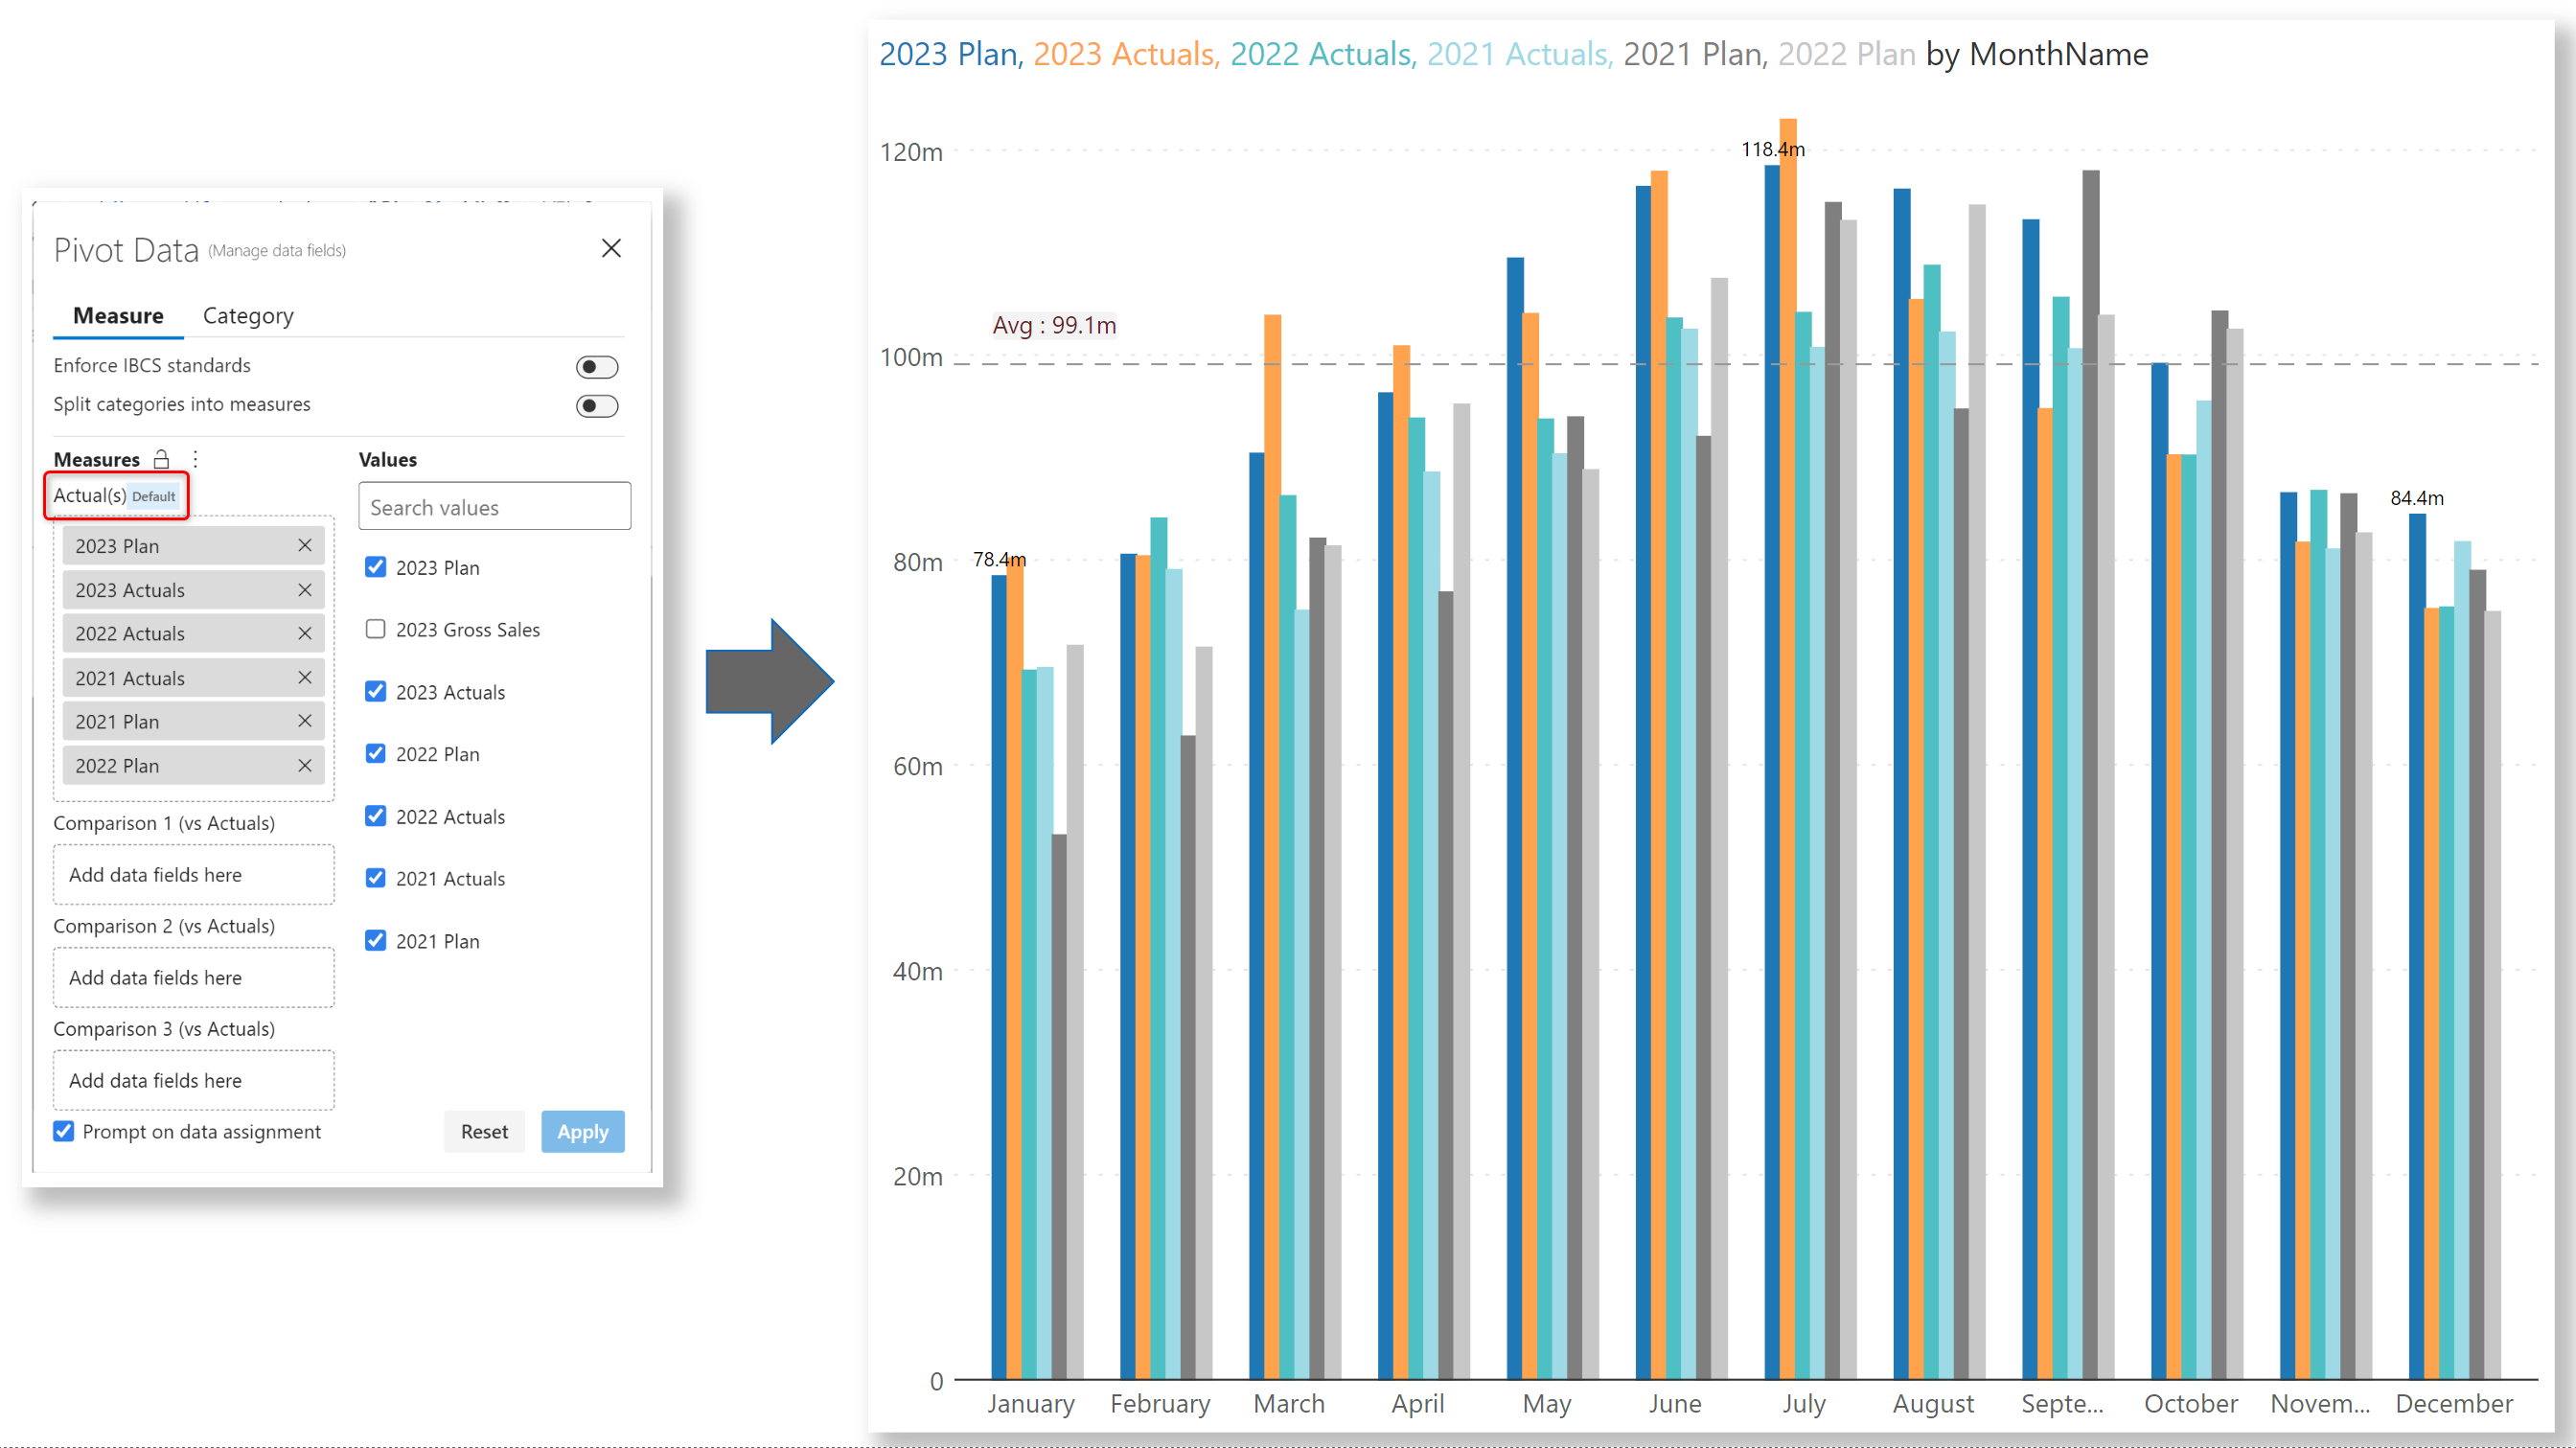 Pivot Data (Manage data fields)
Measure Category
Enforce IBCS standards
Split categories into measures
Measures
Actual(s) Default
2023 Plan
2023 Actuals
2022 Actuals
2021 Actuals
2021 Plan
2022 Plan
Comparison 1 (vs Actuals)
Add data fields here
Comparison 2 (vs Actuals)
Add data fields here
Comparison 3 (vs Actuals)
Add data fields here
Prompt on data assignment
Values
Search values
2023 Plan
2023 Gross Sales
2023 Actuals
2022 Plan
2022 Actuals
2021 Actuals
2021 Plan
Reset Apply
2023 Plan, 2023 Actuals, 2022 Actuals, 2021 Actuals, 2021 Plan, 2022 Plan by MonthName
120m
100m
80m
60m
40m
20m
0
Avg : 99.1m
78.4m
118.4m
84.4m
January February March April May June July August Septe... October Novem... December